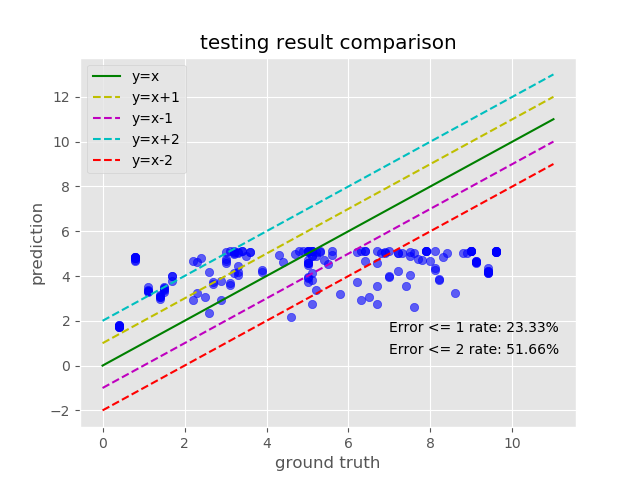 testing result comparison
y=x
y=x+1
y=x-1
y=x+2
y=x-2
12
10
8
6
4
2
0
−2
prediction
Error <= 1 rate: 23.33%
Error <= 2 rate: 51.66%
0 2 4 6 8 10
ground truth